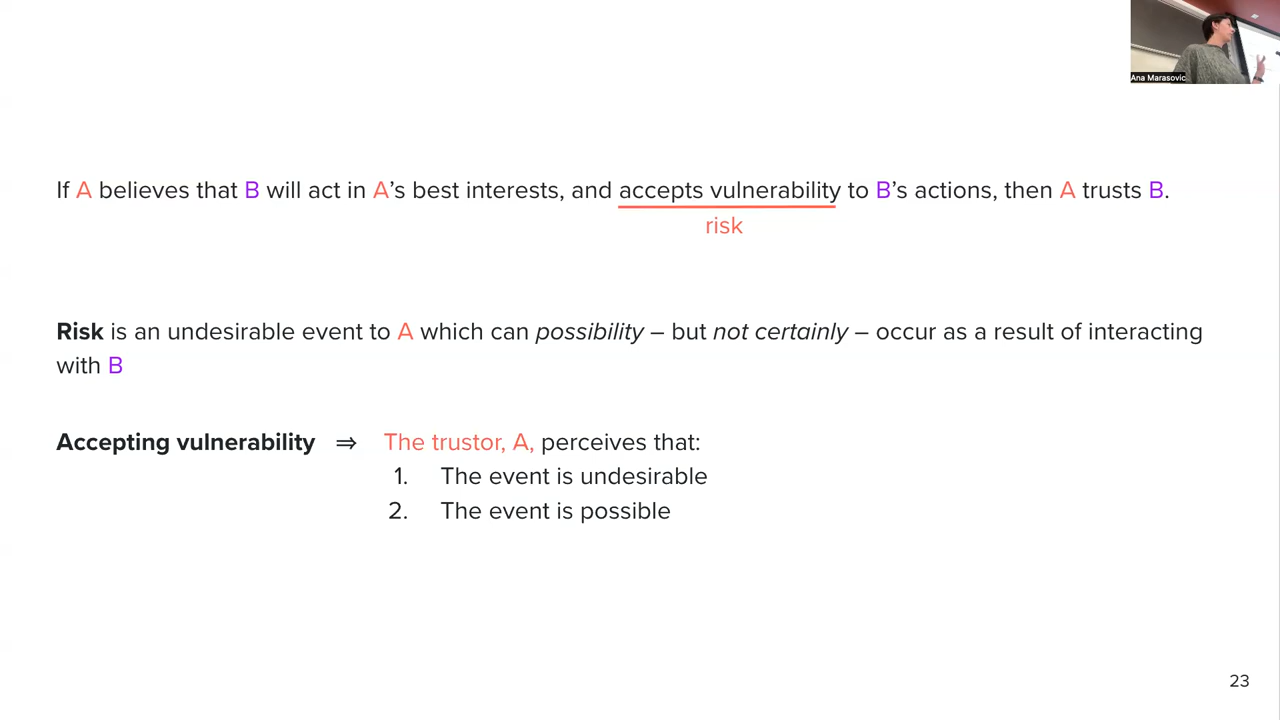 Ana Marasovic
If A believes that B will act in A’s best interests, and accepts vulnerability to B’s actions, then A trusts B.
risk
Risk is an undesirable event to A which can possibility – but not certainly – occur as a result of interacting
with B
Accepting vulnerability ⇒ The trustor, A, perceives that:
1. The event is undesirable
2. The event is possible
23